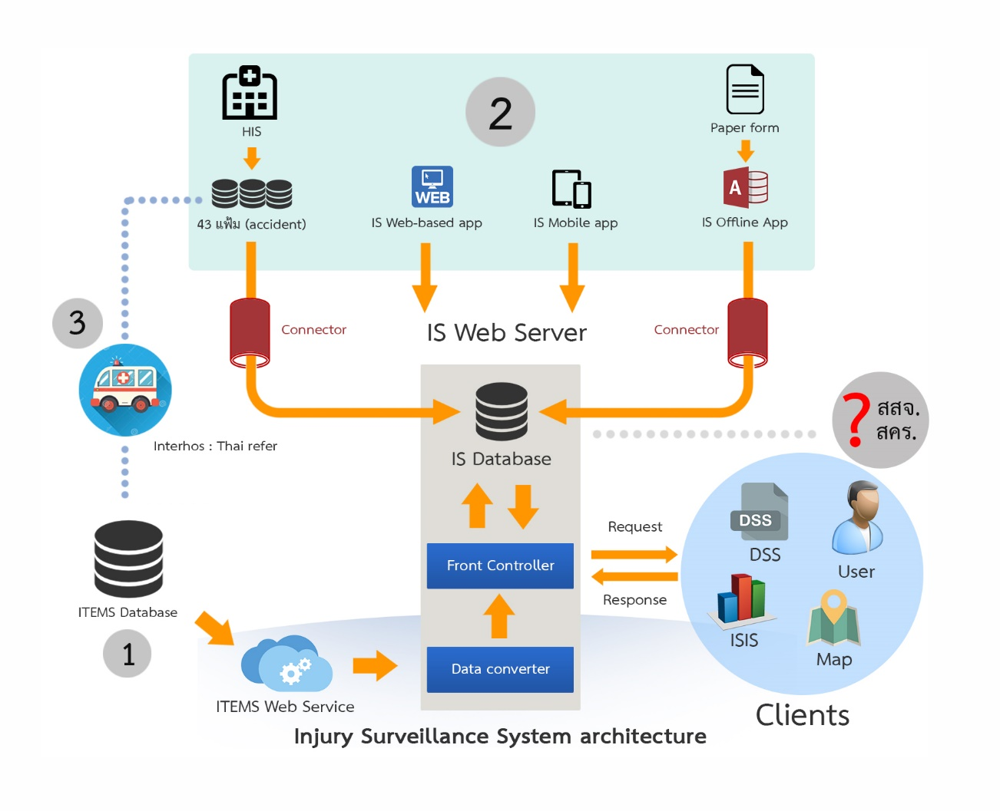 2
HIS
Paper form
WEB
A
43 แฟ้ม (accident)
IS Web-based app
IS Mobile app
IS Offline App
3
Connector
IS Web Server
Connector
? สสจ.
สคร.
Interhos : Thai refer
IS Database
Request
DSS
DSS
User
Front Controller
Response
ITEMS Database
1
ISIS
Map
Data converter
ITEMS Web Service
Clients
Injury Surveillance System architecture